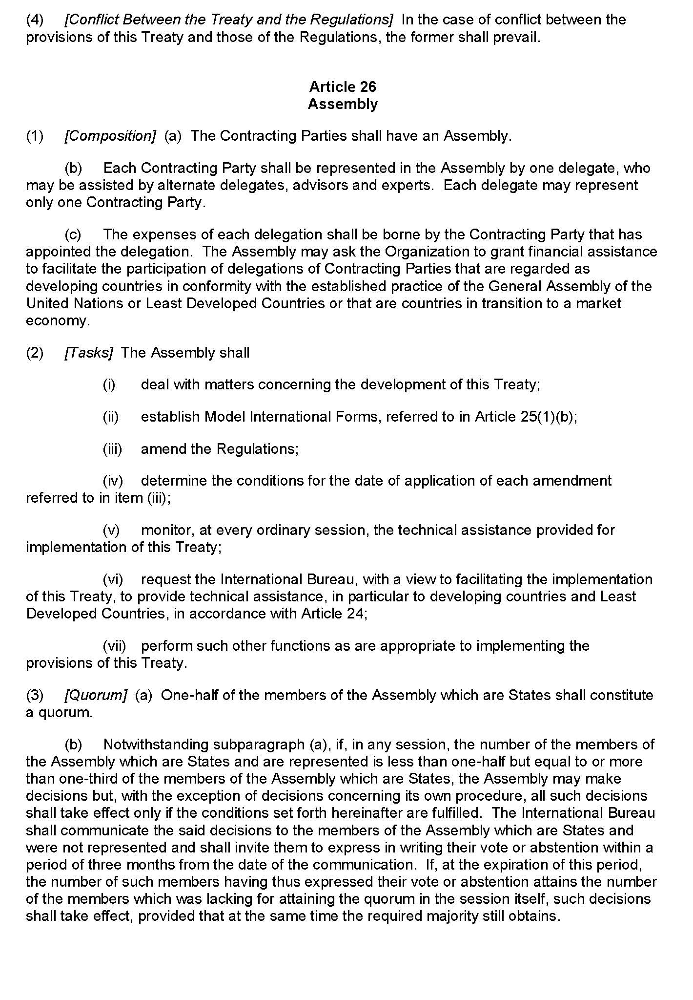 (4) [Conflict Between the Treaty and the Regulations] In the case of conflict between the
provisions of this Treaty and those of the Regulations, the former shall prevail.
Article 26
Assembly
(1) [Composition] (a) The Contracting Parties shall have an Assembly.
(b) Each Contracting Party shall be represented in the Assembly by one delegate, who
may be assisted by alternate delegates, advisors and experts. Each delegate may represent
only one Contracting Party.
(c) The expenses of each delegation shall be borne by the Contracting Party that has
appointed the delegation. The Assembly may ask the Organization to grant financial assistance
to facilitate the participation of delegations of Contracting Parties that are regarded as
developing countries in conformity with the established practice of the General Assembly of the
United Nations or Least Developed Countries or that are countries in transition to a market
economy.
(2) [Tasks] The Assembly shall
(i) deal with matters concerning the development of this Treaty;
(ii) establish Model International Forms, referred to in Article 25(1)(b);
(iii) amend the Regulations;
(iv) determine the conditions for the date of application of each amendment
referred to in item (iii);
(v) monitor, at every ordinary session, the technical assistance provided for
implementation of this Treaty;
(vi) request the International Bureau, with a view to facilitating the implementation
of this Treaty, to provide technical assistance, in particular to developing countries and Least
Developed Countries, in accordance with Article 24;
(vii) perform such other functions as are appropriate to implementing the
provisions of this Treaty.
(3) [Quorum] (a) One-half of the members of the Assembly which are States shall constitute
a quorum.
(b) Notwithstanding subparagraph (a), if, in any session, the number of the members of
the Assembly which are States and are represented is less than one-half but equal to or more
than one-third of the members of the Assembly which are States, the Assembly may make
decisions but, with the exception of decisions concerning its own procedure, all such decisions
shall take effect only if the conditions set forth hereinafter are fulfilled. The International Bureau
shall communicate the said decisions to the members of the Assembly which are States and
were not represented and shall invite them to express in writing their vote or abstention within a
period of three months from the date of the communication. If, at the expiration of this period,
the number of such members having thus expressed their vote or abstention attains the number
of the members which was lacking for attaining the quorum in the session itself, such decisions
shall take effect, provided that at the same time the required majority still obtains.